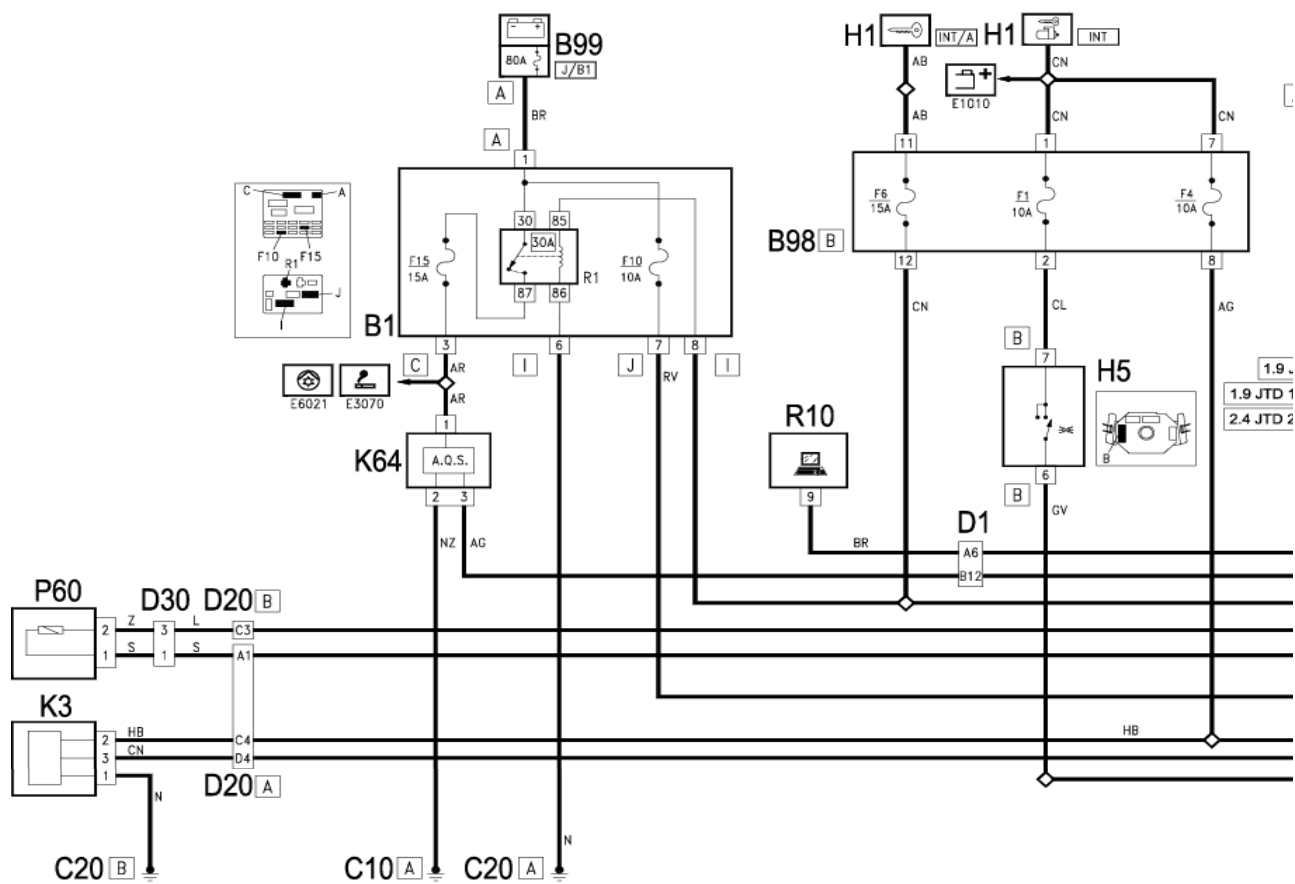 H1
INT/A
H1
INT
B99
80A
J/B1
AB
CN
A
E1010
BR
AB
CN
CN
A
1
11
1
7
C
A
F10
F15
R1
J
I
30
85
30A
F15
15A
R1
F10
10A
87
86
B1
F6
15A
F1
10A
F4
10A
B98
B
12
2
8
3
6
7
8
C
I
J
I
CN
CL
AG
AR
RV
B
7
E6021
E3070
AR
H5
1.9 J
1.9 JTD 1
2.4 JTD 2
1
K64
A.Q.S.
R10
B
2
3
9
B
6
NZ
AG
GV
D1
BR
A6
B12
P60
D30
D20
B
2
Z
3
L
C3
1
S
1
S
A1
K3
2
HB
C4
HB
3
CN
D4
1
D20
A
N
N
C20
B
C10
A
C20
A